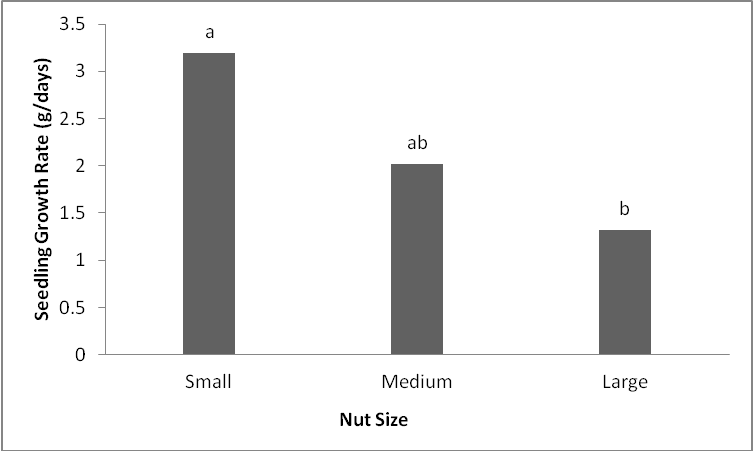 Seedling Growth Rate (g/days)
3.5
3
2.5
2
1.5
1
0.5
0
a
ab
b
Small Medium Large
Nut Size